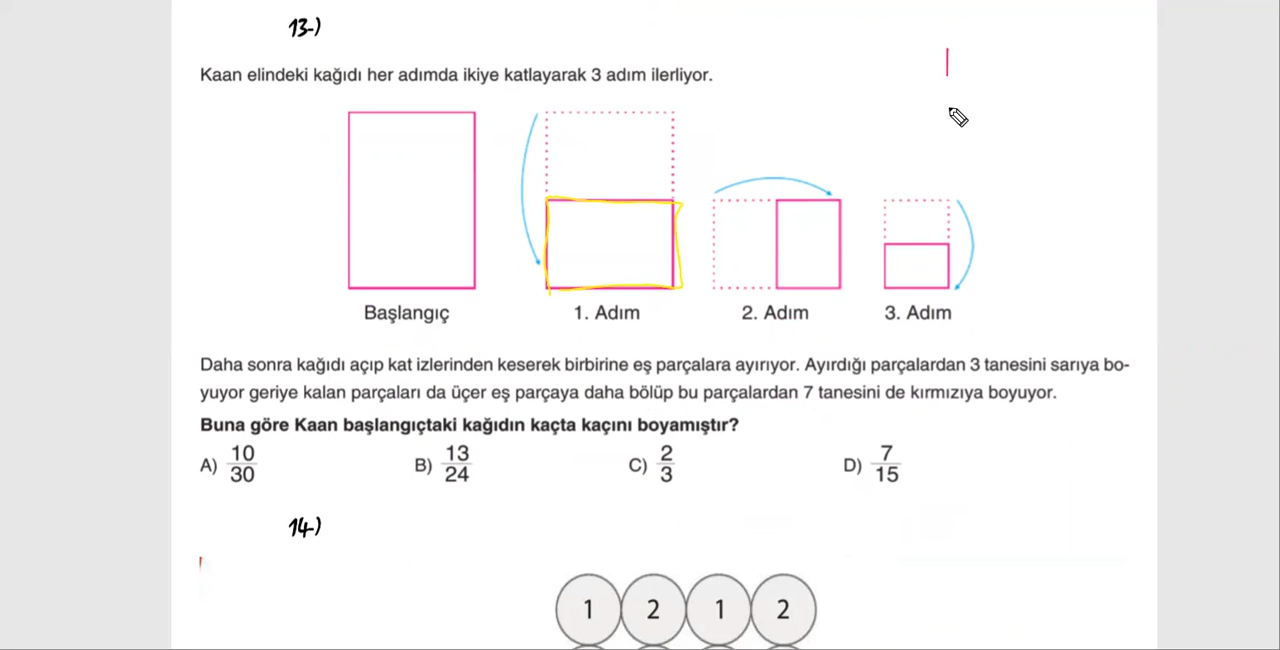 13-)
Kaan elindeki kağıdı her adımda ikiye katlayarak 3 adım ilerliyor.
Başlangıç 1. Adım 2. Adım 3. Adım
Daha sonra kağıdı açıp kat izlerinden keserek birbirine eş parçalara ayırıyor. Ayırdığı parçalardan 3 tanesini sarıya bo-
yuyor geriye kalan parçaları da üçer eş parçaya daha bölüp bu parçalardan 7 tanesini de kırmızıya boyuyor.
Buna göre Kaan başlangıçtaki kağıdın kaçta kaçını boyamıştır?
A) 10/30 B) 13/24 C) 2/3 D) 7/15
14-)
1 2 1 2